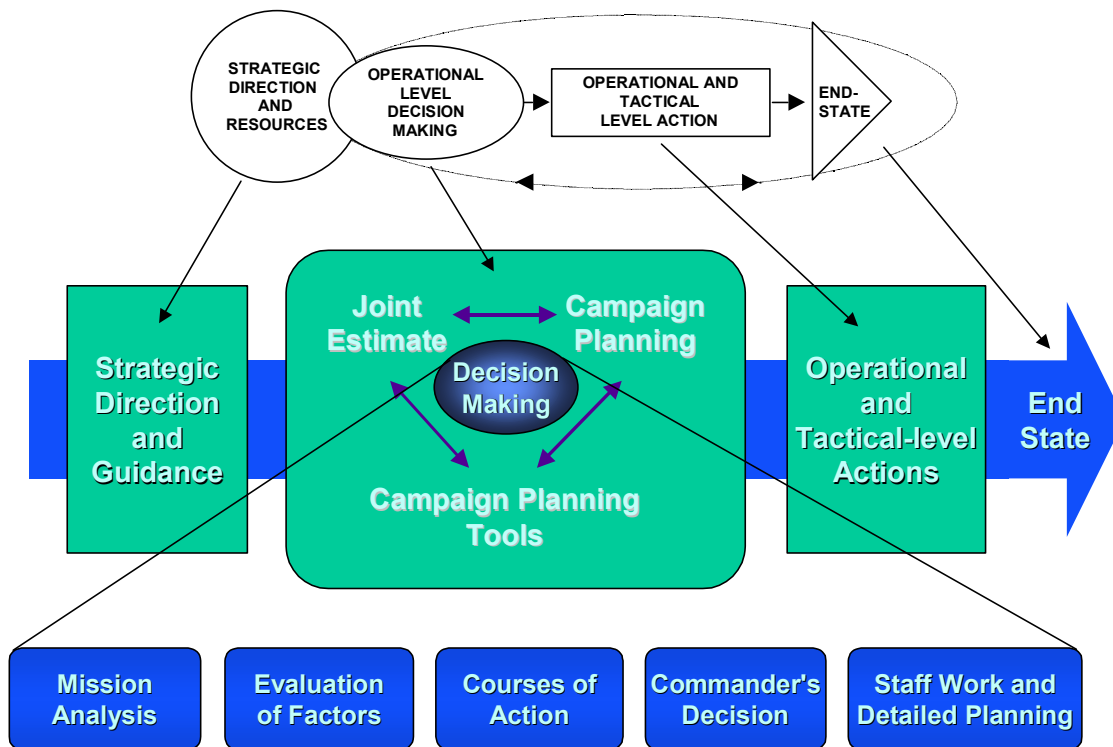 STRATEGIC
DIRECTION
AND
RESOURCES
OPERATIONAL
LEVEL
DECISION
MAKING
OPERATIONAL AND
TACTICAL
LEVEL ACTION
END-
STATE
Strategic
Direction
and
Guidance
Joint
Estimate
Campaign
Planning
Decision
Making
Campaign Planning
Tools
Operational
and
Tactical-level
Actions
End
State
Mission
Analysis
Evaluation
of Factors
Courses of
Action
Commander's
Decision
Staff Work and
Detailed Planning